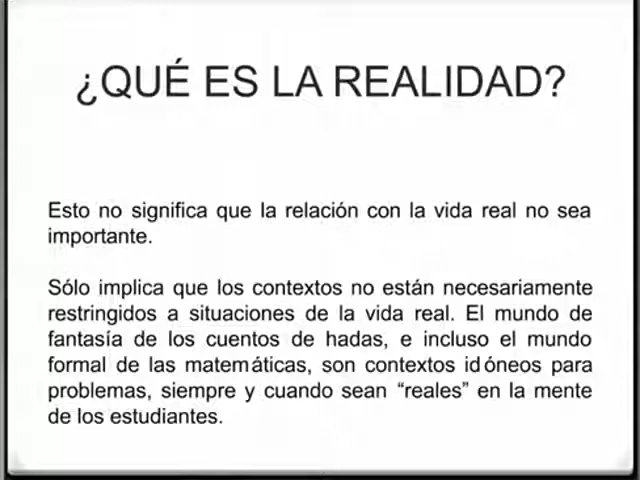 ¿QUÉ ES LA REALIDAD?
Esto no significa que la relación con la vida real no sea
importante.
Sólo implica que los contextos no están necesariamente
restringidos a situaciones de la vida real. El mundo de
fantasía de los cuentos de hadas, e incluso el mundo
formal de las matemáticas, son contextos idóneos para
problemas, siempre y cuando sean “reales” en la mente
de los estudiantes.